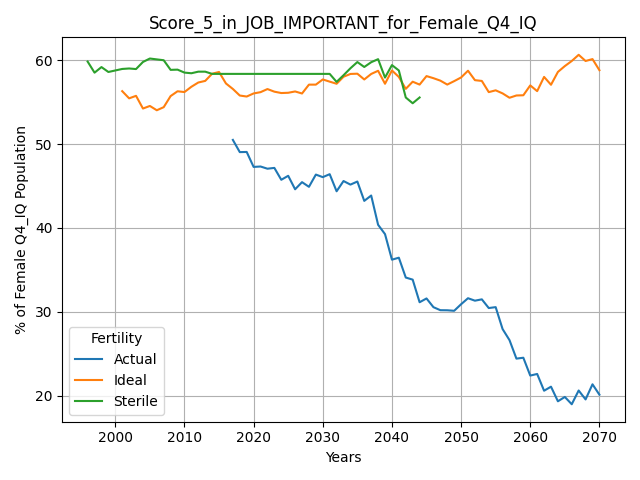 Score_5_in_JOB_IMPORTANT_for_Female_Q4_IQ
% of Female Q4_IQ Population
60
50
40
30
20
Fertility
Actual
Ideal
Sterile
2000 2010 2020 2030 2040 2050 2060 2070
Years